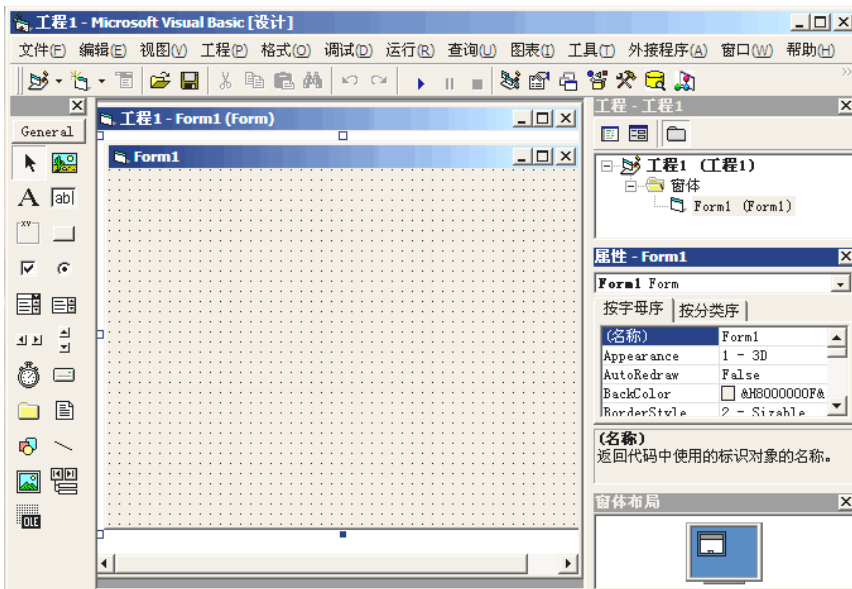 工程1 - Microsoft Visual Basic [设计]
文件(F) 编辑(E) 视图(V) 工程(P) 格式(O) 调试(D) 运行(R) 查询(U) 图表(I) 工具(T) 外接程序(A) 窗口(W) 帮助(H)
General
A ab|
XY
OLE
工程1 - Form1 (Form)
Form1
工程 - 工程1
工程1 (工程1)
窗体
Form1 (Form1)
属性 - Form1
Form1 Form
按字母序 按分类序
(名称) Form1
Appearance 1 - 3D
AutoRedraw False
BackColor &H8000000F&
BorderStyle 2 - Sizable
(名称)
返回代码中使用的标识对象的名称。
窗体布局